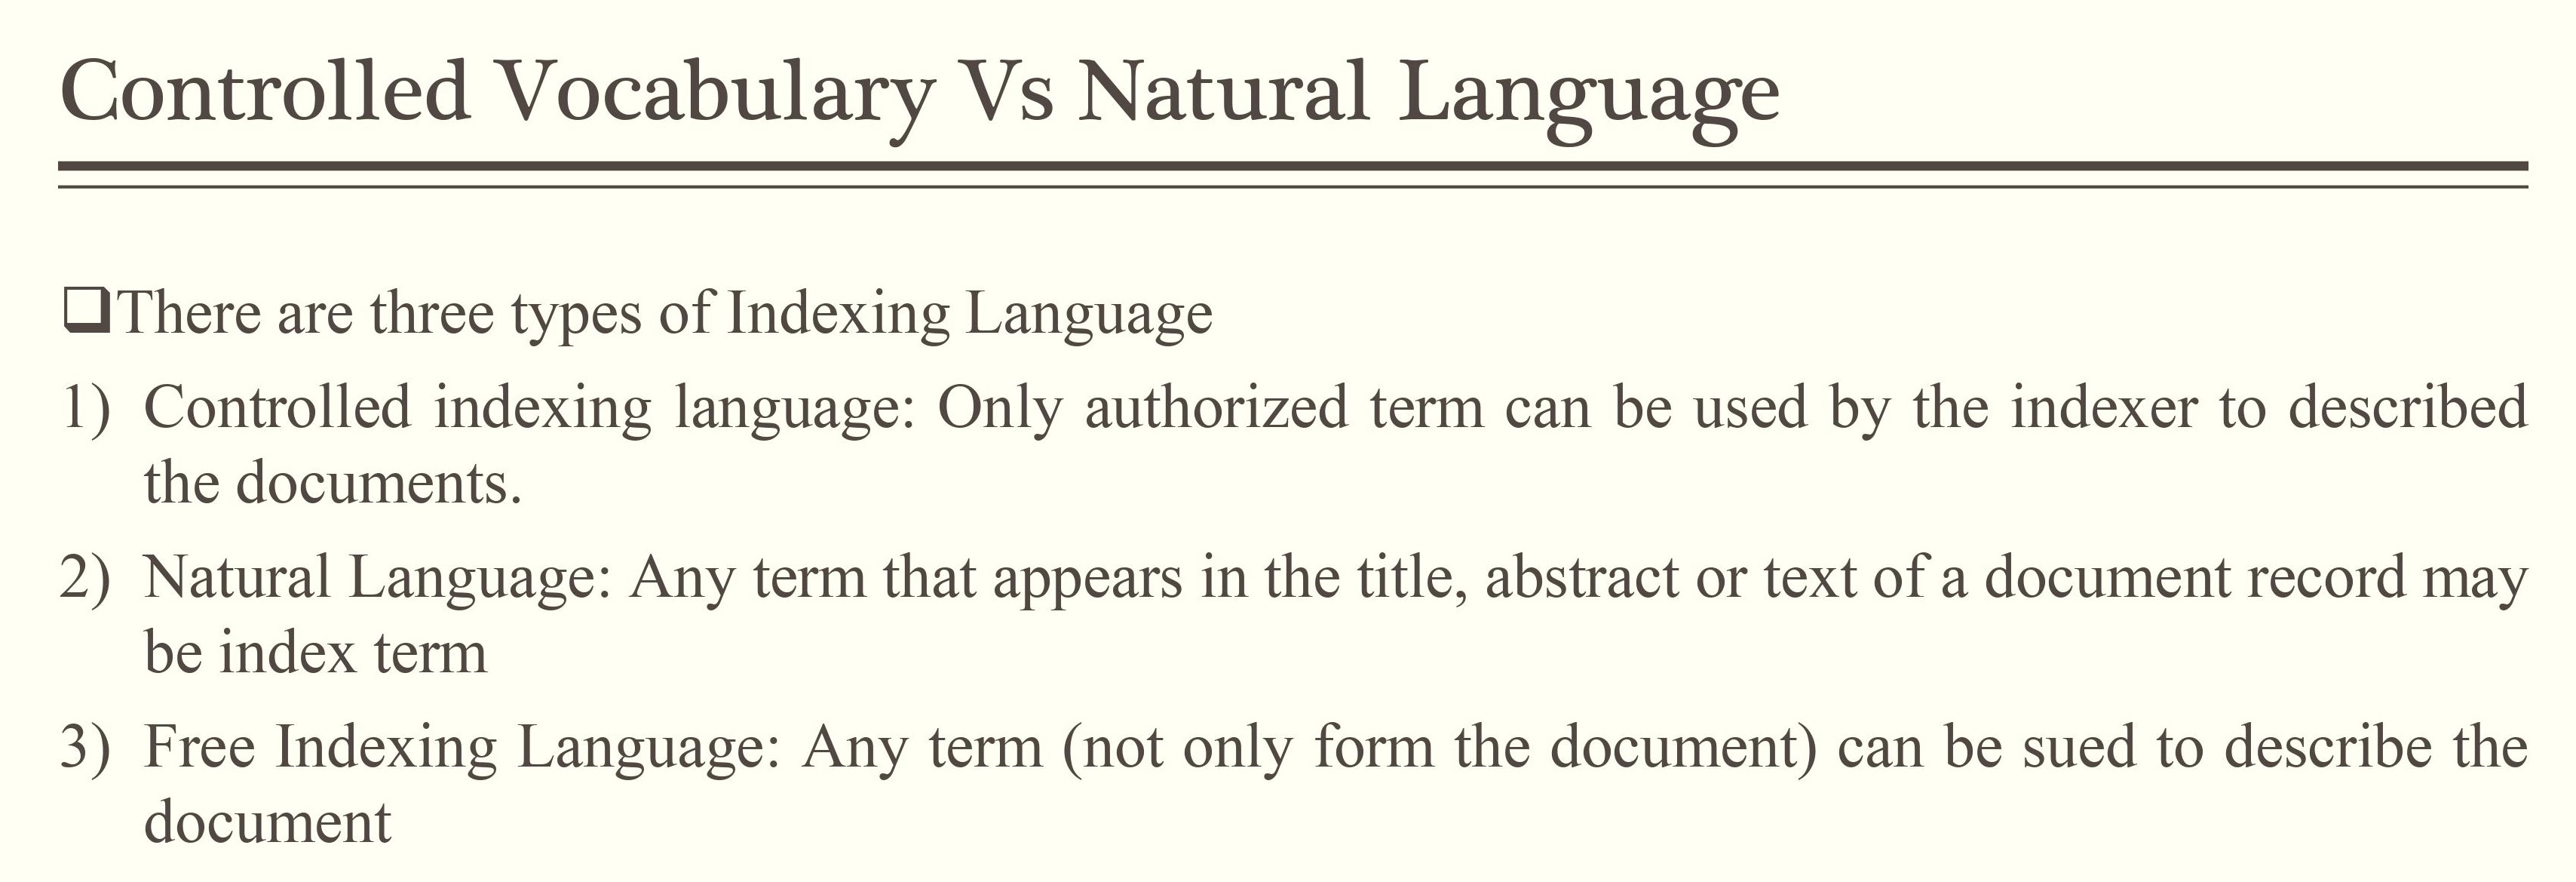 Controlled Vocabulary Vs Natural Language
❑There are three types of Indexing Language
1) Controlled indexing language: Only authorized term can be used by the indexer to described
the documents.
2) Natural Language: Any term that appears in the title, abstract or text of a document record may
be index term
3) Free Indexing Language: Any term (not only form the document) can be sued to describe the
document